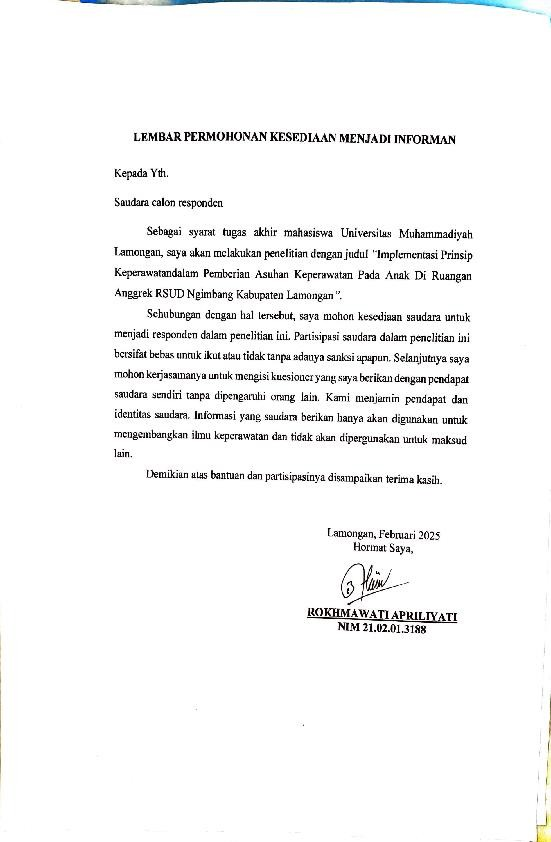 LEMBAR PERMOHONAN KESEDIAAN MENJADI INFORMAN
Kepada Yth.
Saudara calon responden
Sebagai syarat tugas akhir mahasiswa Universitas Muhammadiyah
Lamongan, saya akan melakukan penelitian dengan judul "Implementasi Prinsip
Keperawatandalam Pemberian Asuhan Keperawatan Pada Anak Di Ruangan
Anggrek RSUD Ngimbang Kabupaten Lamongan".
Sehubungan dengan hal tersebut, saya mohon kesediaan saudara untuk
menjadi responden dalam penelitian ini. Partisipasi saudara dalam penelitian ini
bersifat bebas untuk ikut atau tidak tanpa adanya sanksi apapun. Selanjutnya saya
mohon kerjasamanya untuk mengisi kuesioner yang saya berikan dengan pendapat
saudara sendiri tanpa dipengaruhi orang lain. Kami menjamin pendapat dan
identitas saudara. Informasi yang saudara berikan hanya akan digunakan untuk
mengembangkan ilmu keperawatan dan tidak akan dipergunakan untuk maksud
lain.
Demikian atas bantuan dan partisipasinya disampaikan terima kasih.
Lamongan, Februari 2025
Hormat Saya,
ROKHMAWATI APRILIYATI
NIM 21.02.01.3188